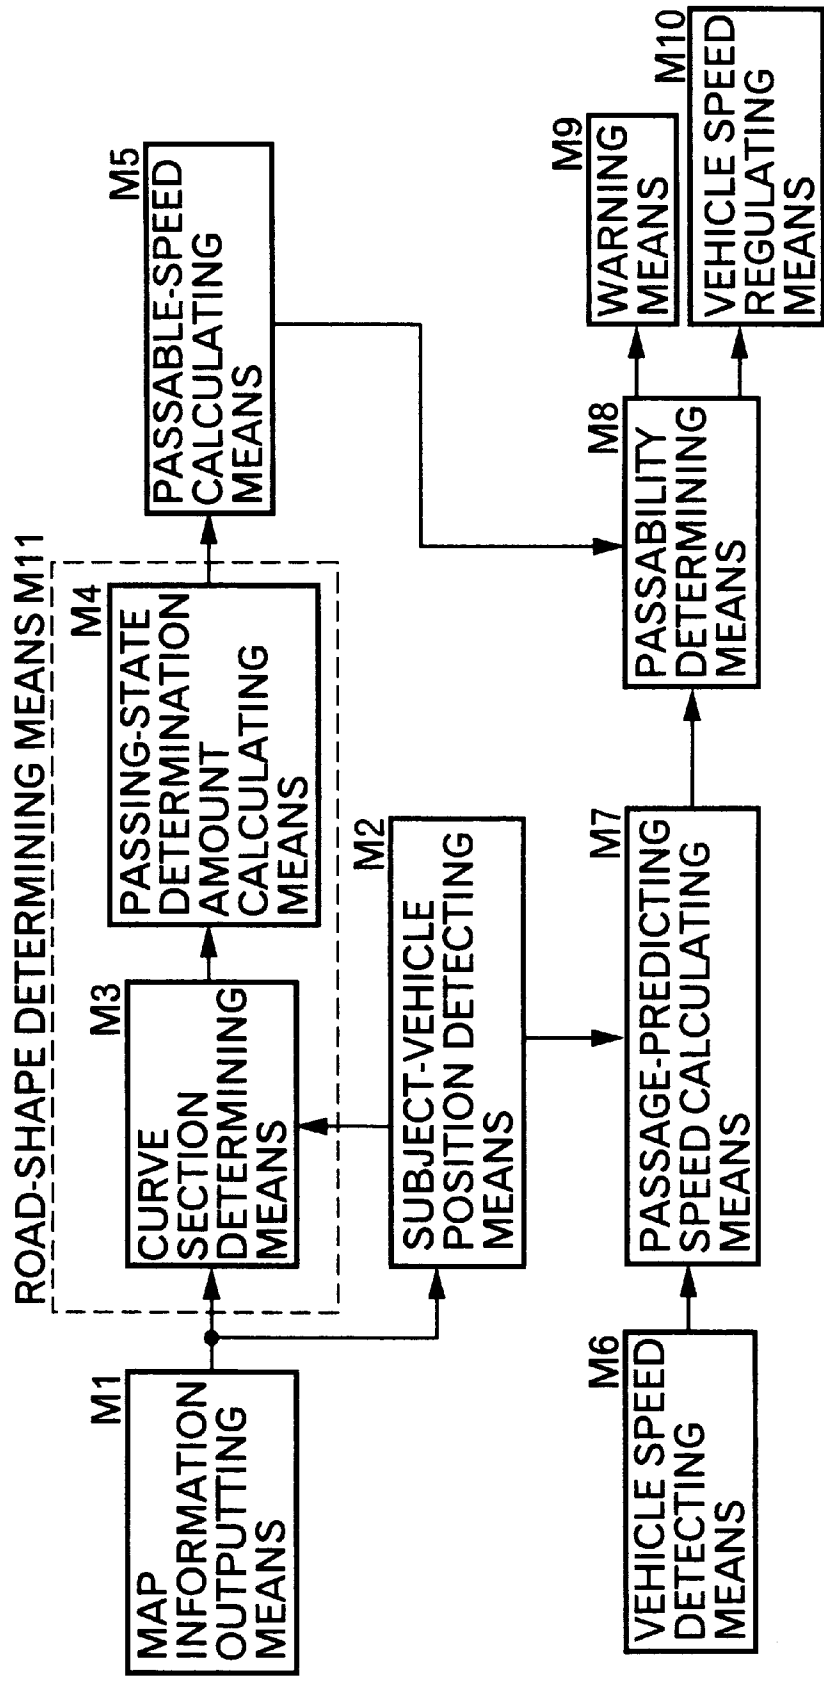 ROAD-SHAPE DETERMINING MEANS M11
M1
MAP
INFORMATION
OUTPUTTING
MEANS
M3
CURVE
SECTION
DETERMINING
MEANS
M4
PASSING-STATE
DETERMINATION
AMOUNT
CALCULATING
MEANS
M5
PASSABLE-SPEED
CALCULATING
MEANS
M2
SUBJECT-VEHICLE
POSITION DETECTING
MEANS
M6
VEHICLE SPEED
DETECTING
MEANS
M7
PASSAGE-PREDICTING
SPEED CALCULATING
MEANS
M8
PASSABILITY
DETERMINING
MEANS
M9
WARNING
MEANS
M10
VEHICLE SPEED
REGULATING
MEANS